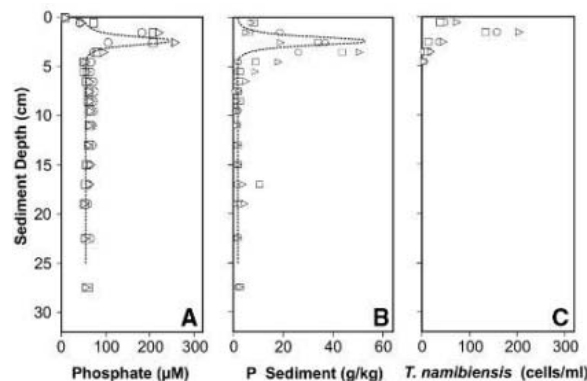 Sediment Depth (cm)
0
5
10
15
20
25
30
A
B
C
0 100 200 300
0 20 40 60
0 100 200 300
Phosphate (µM)
P Sediment (g/kg)
T. namibiensis (cells/ml)